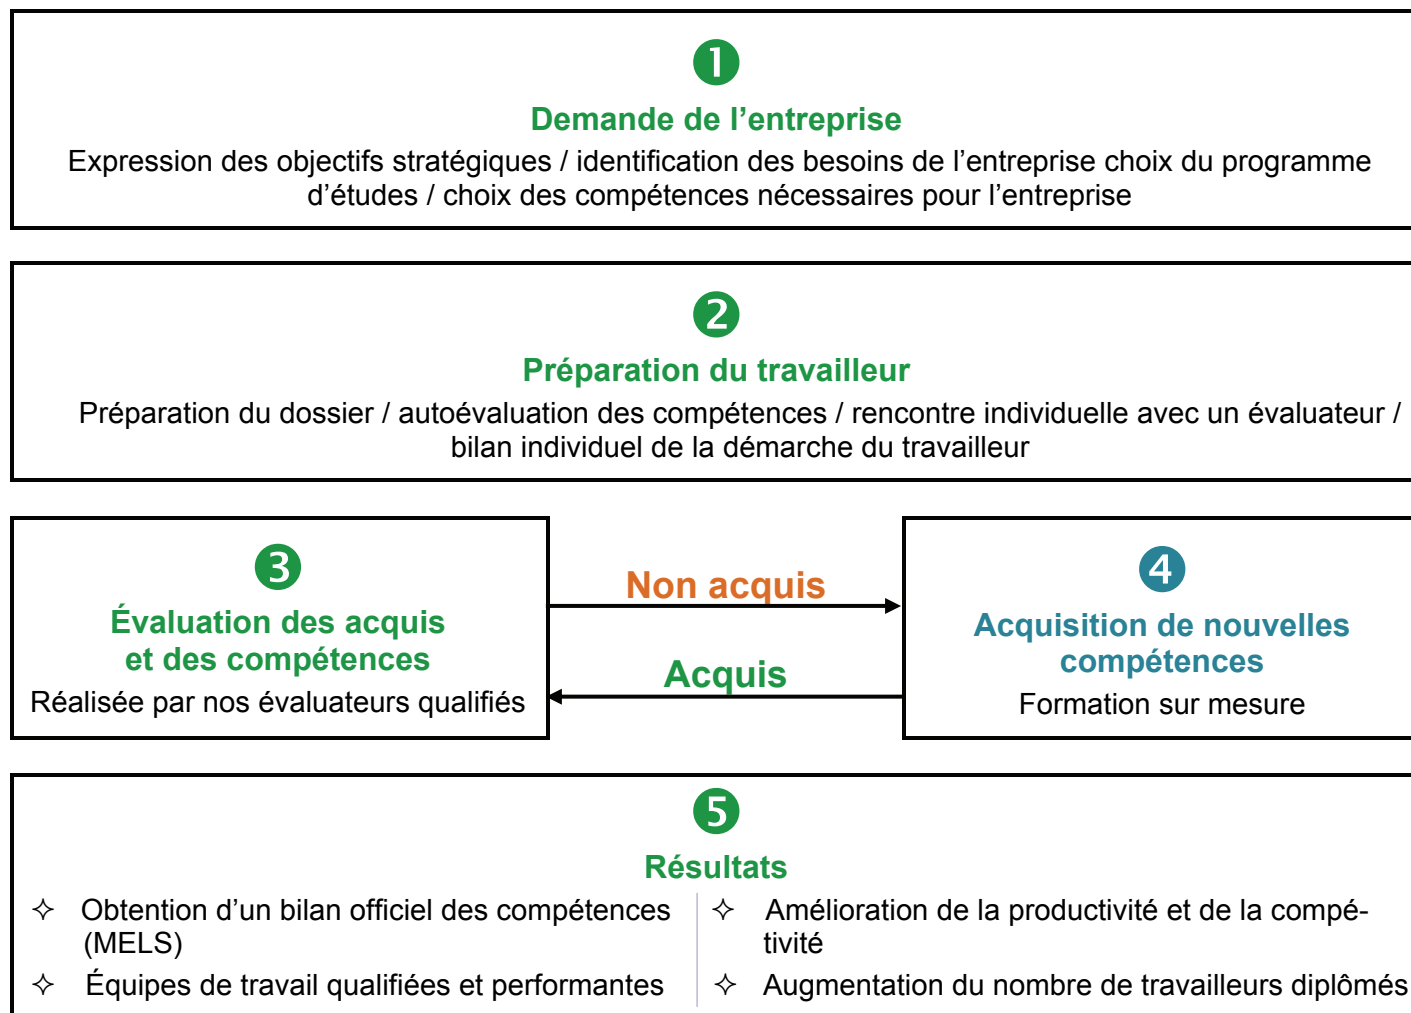 1
Demande de l’entreprise
Expression des objectifs stratégiques / identification des besoins de l’entreprise choix du programme
d’études / choix des compétences nécessaires pour l’entreprise
2
Préparation du travailleur
Préparation du dossier / autoévaluation des compétences / rencontre individuelle avec un évaluateur /
bilan individuel de la démarche du travailleur
3
Évaluation des acquis
et des compétences
Réalisée par nos évaluateurs qualifiés
Non acquis
Acquis
4
Acquisition de nouvelles
compétences
Formation sur mesure
5
Résultats
✧ Obtention d’un bilan officiel des compétences
(MELS)
✧ Équipes de travail qualifiées et performantes
✧ Amélioration de la productivité et de la compé-
tivité
✧ Augmentation du nombre de travailleurs diplômés